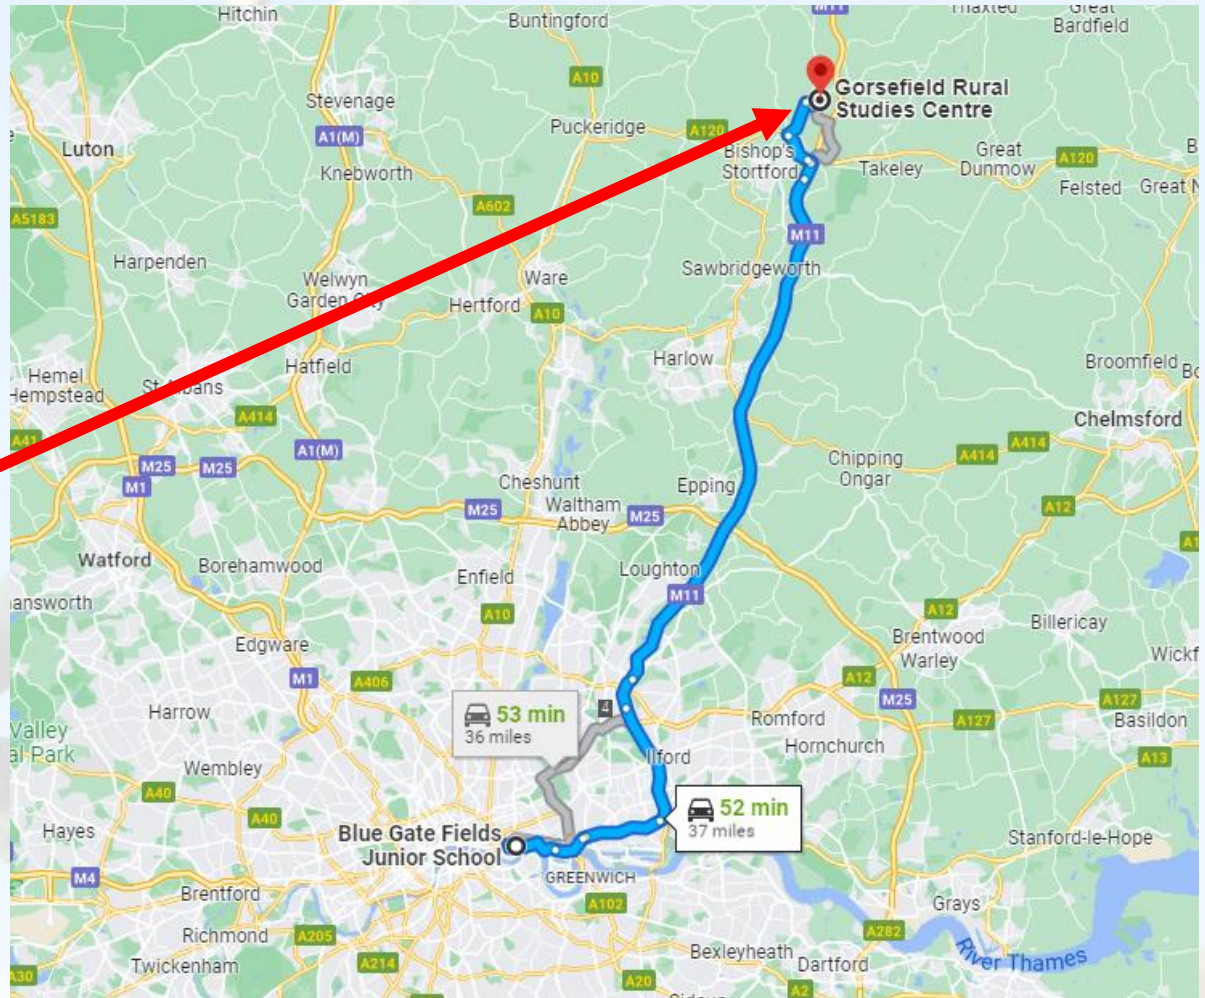 Hitchin
Buntingford
M11
Great
Bardfield
A10
Gorsefield Rural
Studies Centre
Stevenage
A1(M)
Puckeridge
A120
Luton
Bishop's
Stortford
Knebworth
Takeley
Great
Dunmow
A120
Felsted
Great
A5183
A602
M11
Harpenden
Sawbridgeworth
Welwyn
Garden City
Ware
Hertford
A10
Harlow
Hatfield
Broomfield
Hemel
Hempstead
St Albans
A414
Chelmsford
A41
A1(M)
A414
A414
M25
M25
M1
Chipping
Ongar
Cheshunt
Epping
M25
Waltham
Abbey
M25
A12
Watford
Borehamwood
Enfield
Loughton
M11
A10
A12
Billericay
Edgware
Brentwood
Warley
M1
A406
A12
M25
A127
A127
Basildon
Harrow
53 min
36 miles
4
Romford
Hornchurch
Valley
Ilford
A13
Wembley
A40
A40
52 min
37 miles
Hayes
Blue Gate Fields
Junior School
Stanford-le-Hope
M4
GREENWICH
Brentford
A102
Grays
Richmond
A205
A282
River Thames
Twickenham
A214
Bexleyheath
Dartford
A30
A20
A2